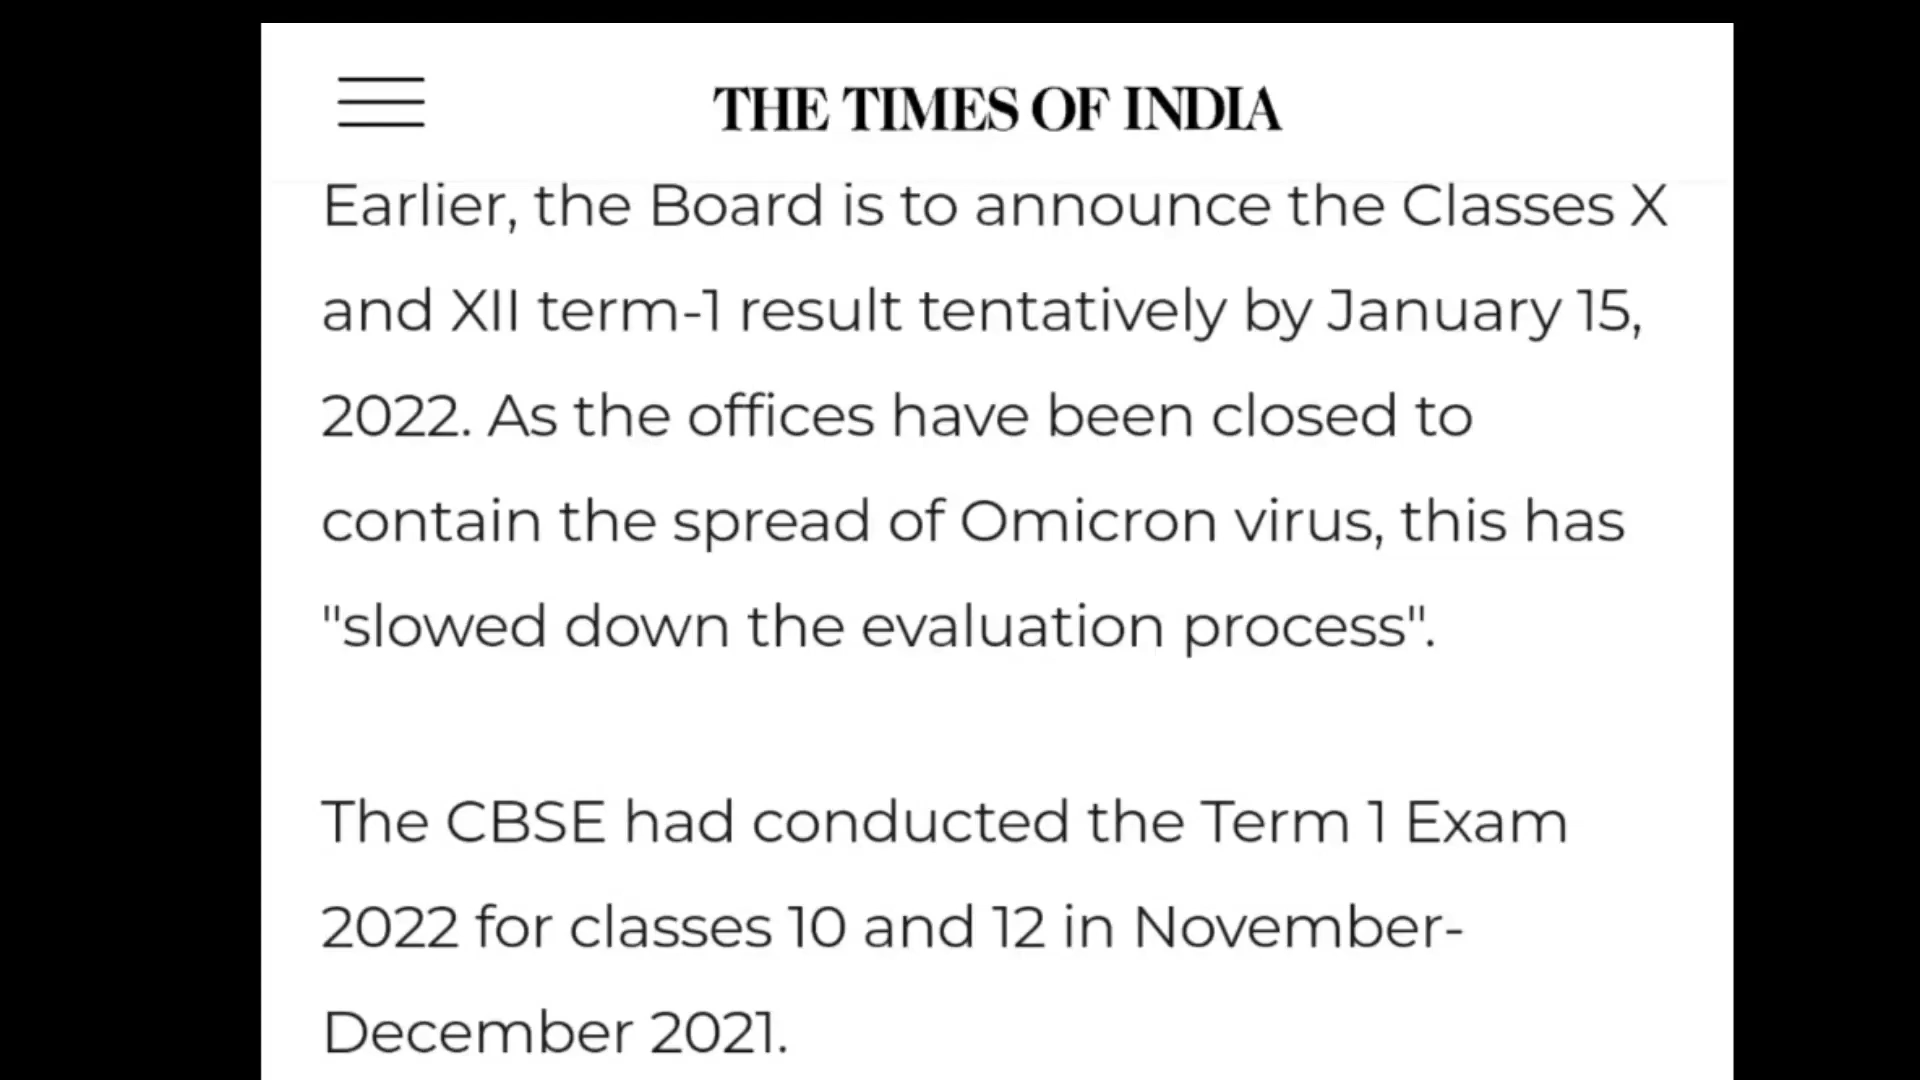 THE TIMES OF INDIA
Earlier, the Board is to announce the Classes X
and XII term-1 result tentatively by January 15,
2022. As the offices have been closed to
contain the spread of Omicron virus, this has
"slowed down the evaluation process".
The CBSE had conducted the Term 1 Exam
2022 for classes 10 and 12 in November-
December 2021.